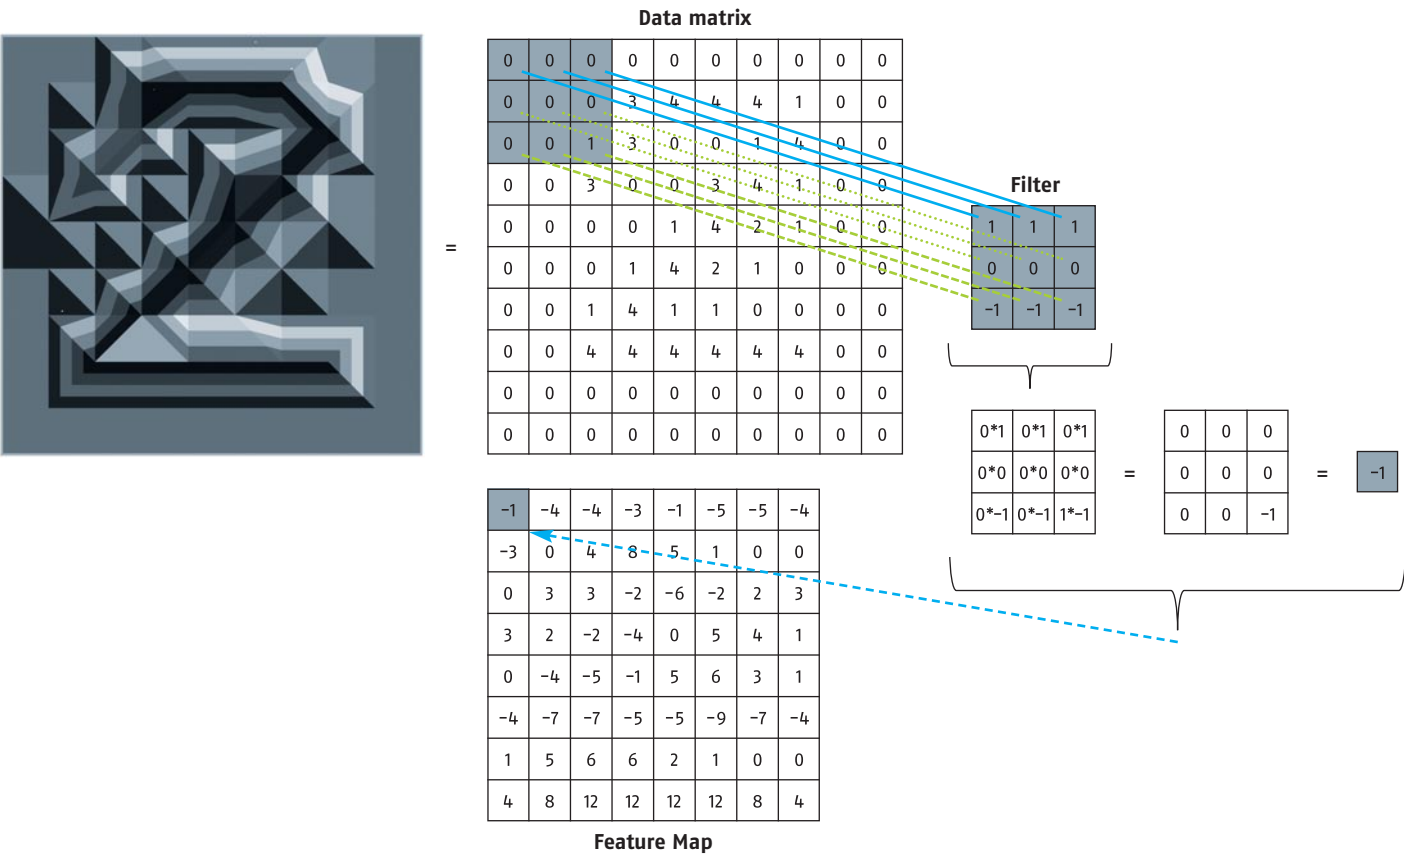 Data matrix
0 0 0 0 0 0 0 0 0 0
0 0 0 3 4 4 4 1 0 0
0 0 1 3 0 0 1 4 0 0
0 0 3 0 0 3 4 1 0 0
0 0 0 0 1 4 2 1 0 0
0 0 0 1 4 2 1 0 0 0
0 0 1 4 1 1 0 0 0 0
0 0 4 4 4 4 4 4 0 0
0 0 0 0 0 0 0 0 0 0
0 0 0 0 0 0 0 0 0 0
=
Filter
1 1 1
0 0 0
−1 −1 −1
0*1 0*1 0*1
0*0 0*0 0*0
0*−1 0*−1 1*−1
=
0 0 0
0 0 0
0 0 −1
=
−1
−1 −4 −4 −3 −1 −5 −5 −4
−3 0 4 8 5 1 0 0
0 3 3 −2 −6 −2 2 3
3 2 −2 −4 0 5 4 1
0 −4 −5 −1 5 6 3 1
−4 −7 −7 −5 −5 −9 −7 −4
1 5 6 6 2 1 0 0
4 8 12 12 12 12 8 4
Feature Map